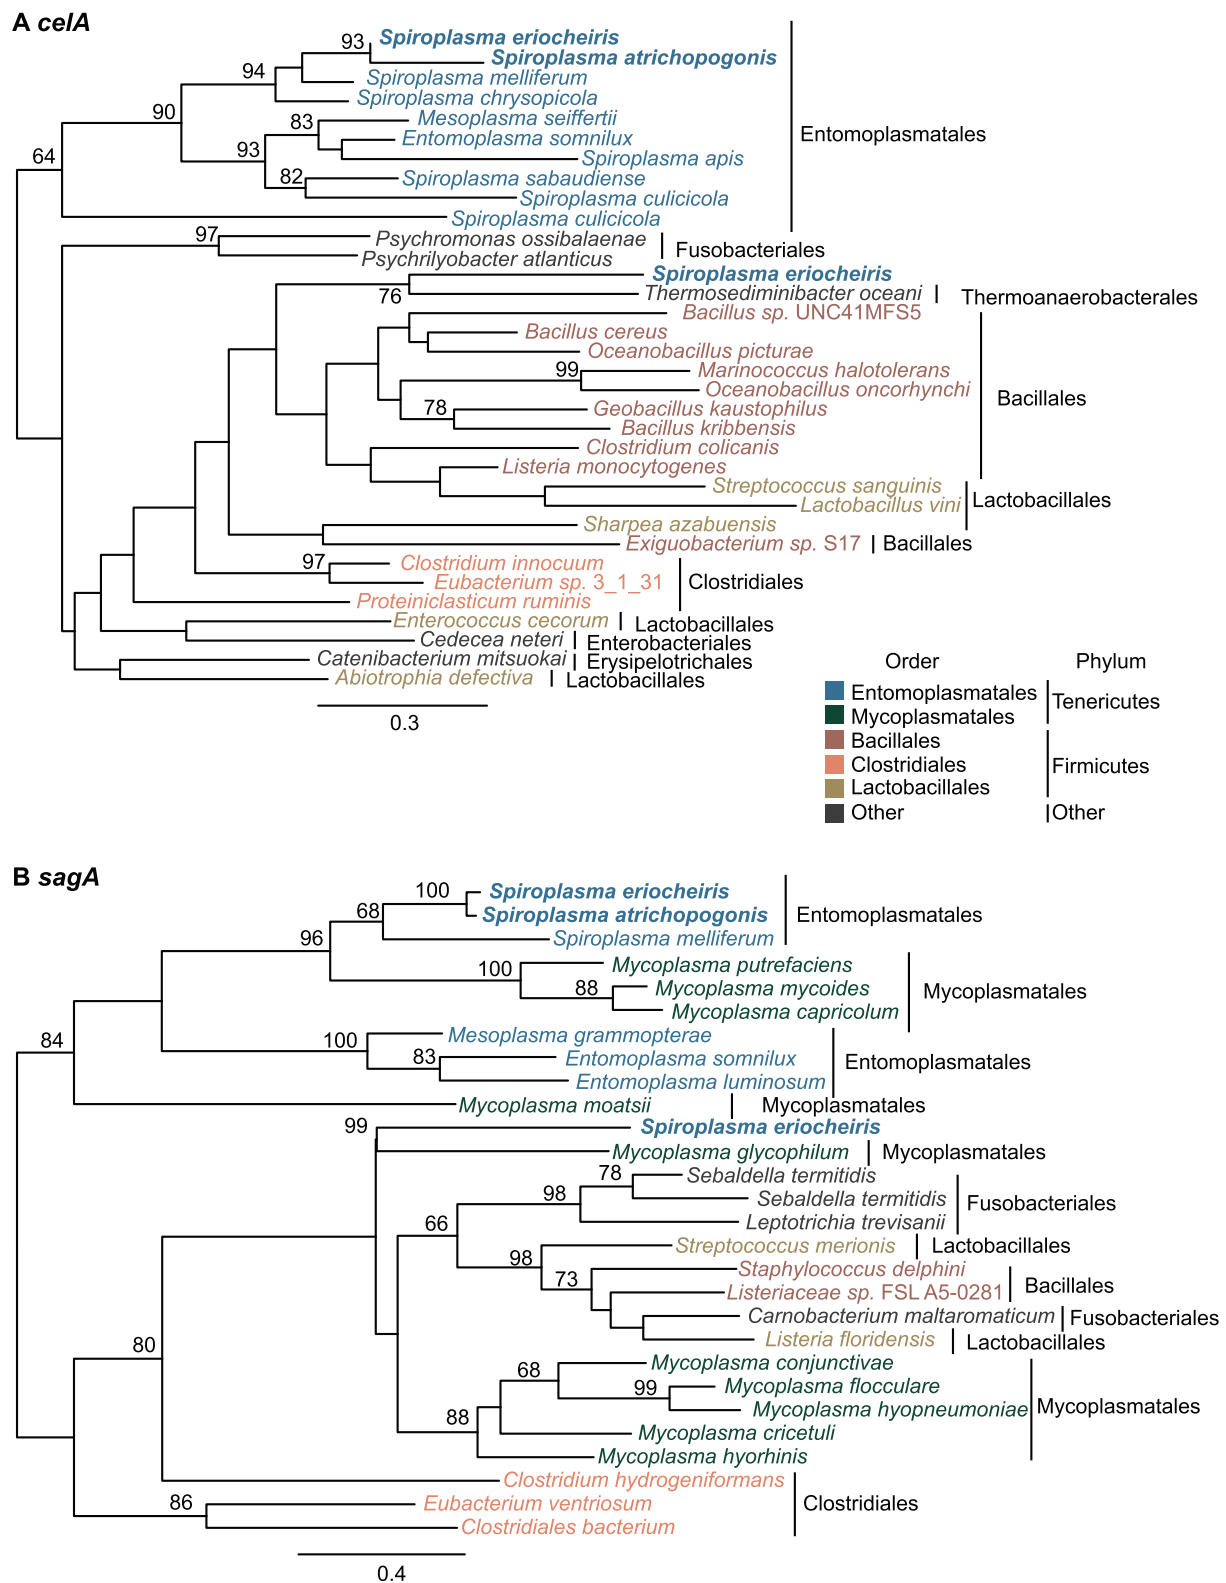 A celA
93
Spiroplasma eriocheiris
Spiroplasma atrichopogonis
94
Spiroplasma melliferum
Spiroplasma chrysopicola
90
83
Mesoplasma seiffertii
Entomoplasma somnilux
Entomoplasmatales
64
93
Spiroplasma apis
82
Spiroplasma sabaudiense
Spiroplasma culicicola
Spiroplasma culicicola
97
Psychromonas ossibalaenae
Fusobacteriales
Psychrilyobacter atlanticus
Spiroplasma eriocheiris
76
Thermosediminibacter oceani
Thermoanaerobacterales
Bacillus sp. UNC41MFS5
Bacillus cereus
Oceanobacillus picturae
99
Marinococcus halotolerans
Oceanobacillus oncorhynchi
Bacillales
78
Geobacillus kaustophilus
Bacillus kribbensis
Clostridium colicanis
Listeria monocytogenes
Streptococcus sanguinis
Lactobacillus vini
Lactobacillales
Sharpea azabuensis
Exiguobacterium sp. S17
Bacillales
97
Clostridium innocuum
Eubacterium sp. 3_1_31
Clostridiales
Proteiniclasticum ruminis
Enterococcus cecorum
Lactobacillales
Cedecea neteri
Enterobacteriales
Catenibacterium mitsuokai
Erysipelotrichales
Abiotrophia defectiva
Lactobacillales
0.3
Order
Phylum
Entomoplasmatales
Mycoplasmatales
Tenericutes
Bacillales
Clostridiales
Lactobacillales
Firmicutes
Other
Other
B sagA
100
Spiroplasma eriocheiris
68
Spiroplasma atrichopogonis
Entomoplasmatales
96
Spiroplasma melliferum
100
Mycoplasma putrefaciens
88
Mycoplasma mycoides
Mycoplasmatales
Mycoplasma capricolum
84
100
Mesoplasma grammopterae
83
Entomoplasma somnilux
Entomoplasmatales
Entomoplasma luminosum
Mycoplasma moatsii
Mycoplasmatales
99
Spiroplasma eriocheiris
Mycoplasma glycophilum
Mycoplasmatales
78
Sebaldella termitidis
98
Sebaldella termitidis
Fusobacteriales
66
Leptotrichia trevisanii
98
Streptococcus merionis
Lactobacillales
73
Staphylococcus delphini
Listeriaceae sp. FSL A5-0281
Bacillales
Carnobacterium maltaromaticum
Fusobacteriales
80
Listeria floridensis
Lactobacillales
68
Mycoplasma conjunctivae
99
Mycoplasma flocculare
Mycoplasma hyopneumoniae
Mycoplasmatales
88
Mycoplasma cricetuli
Mycoplasma hyorhinis
Clostridium hydrogeniformans
86
Eubacterium ventriosum
Clostridiales
Clostridiales bacterium
0.4